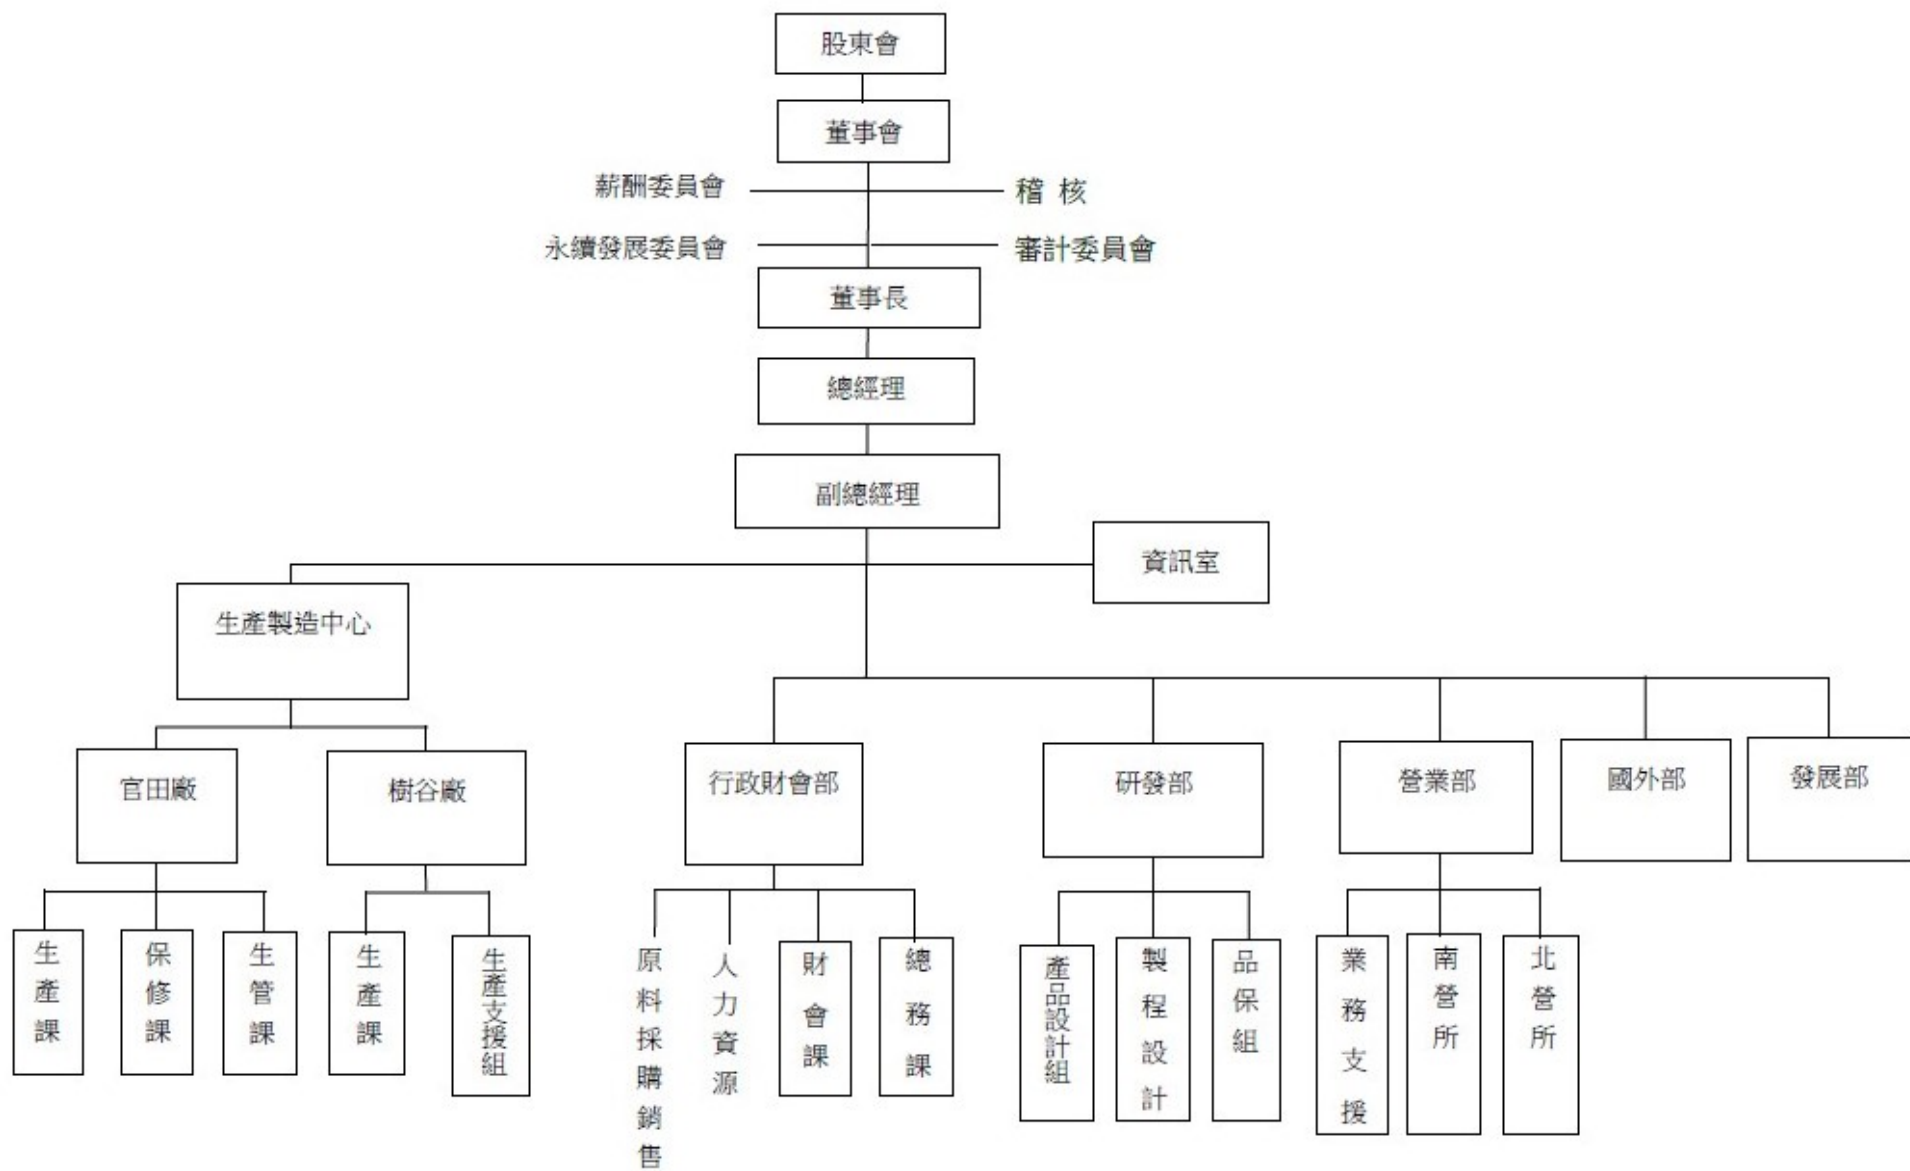 股東會
董事會
薪酬委員會
稽 核
永續發展委員會
審計委員會
董事長
總經理
副總經理
資訊室
生產製造中心
官田廠
樹谷廠
行政財會部
研發部
營業部
國外部
發展部
生產課
保修課
生管課
生產課
生產支援組
原料採購銷售
人力資源
財會課
總務課
產品設計組
製程設計
品保組
業務支援
南營所
北營所